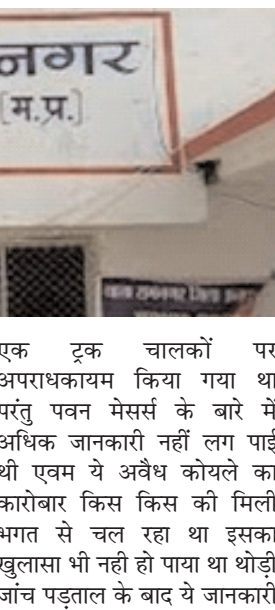 नगर
[म.प्र.]
एक ट्रक चालकों पर
अपराधकायम किया गया था
परंतु पवन मेसर्स के बारे में
अधिक जानकारी नहीं लग पाई
थी एवम ये अवैध कोयले का
कारोबार किस किस की मिली
भगत से चल रहा था इसका
खुलासा भी नही हो पाया था थोड़ी
जांच पड़ताल के बाद ये जानकारी